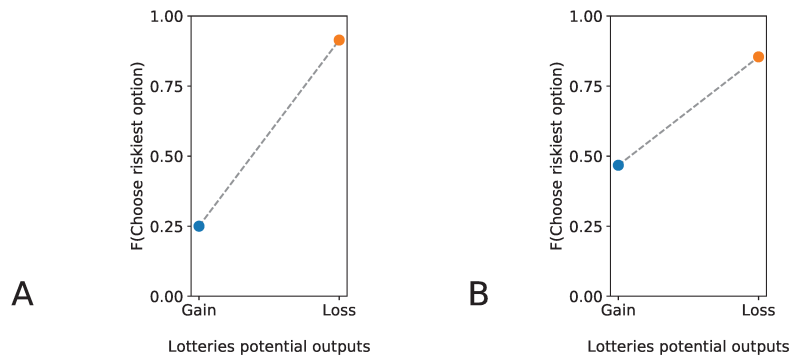 A
F(Choose riskiest option)
1.00
0.75
0.50
0.25
0.00
Gain Loss
Lotteries potential outputs
B
F(Choose riskiest option)
1.00
0.75
0.50
0.25
0.00
Gain Loss
Lotteries potential outputs